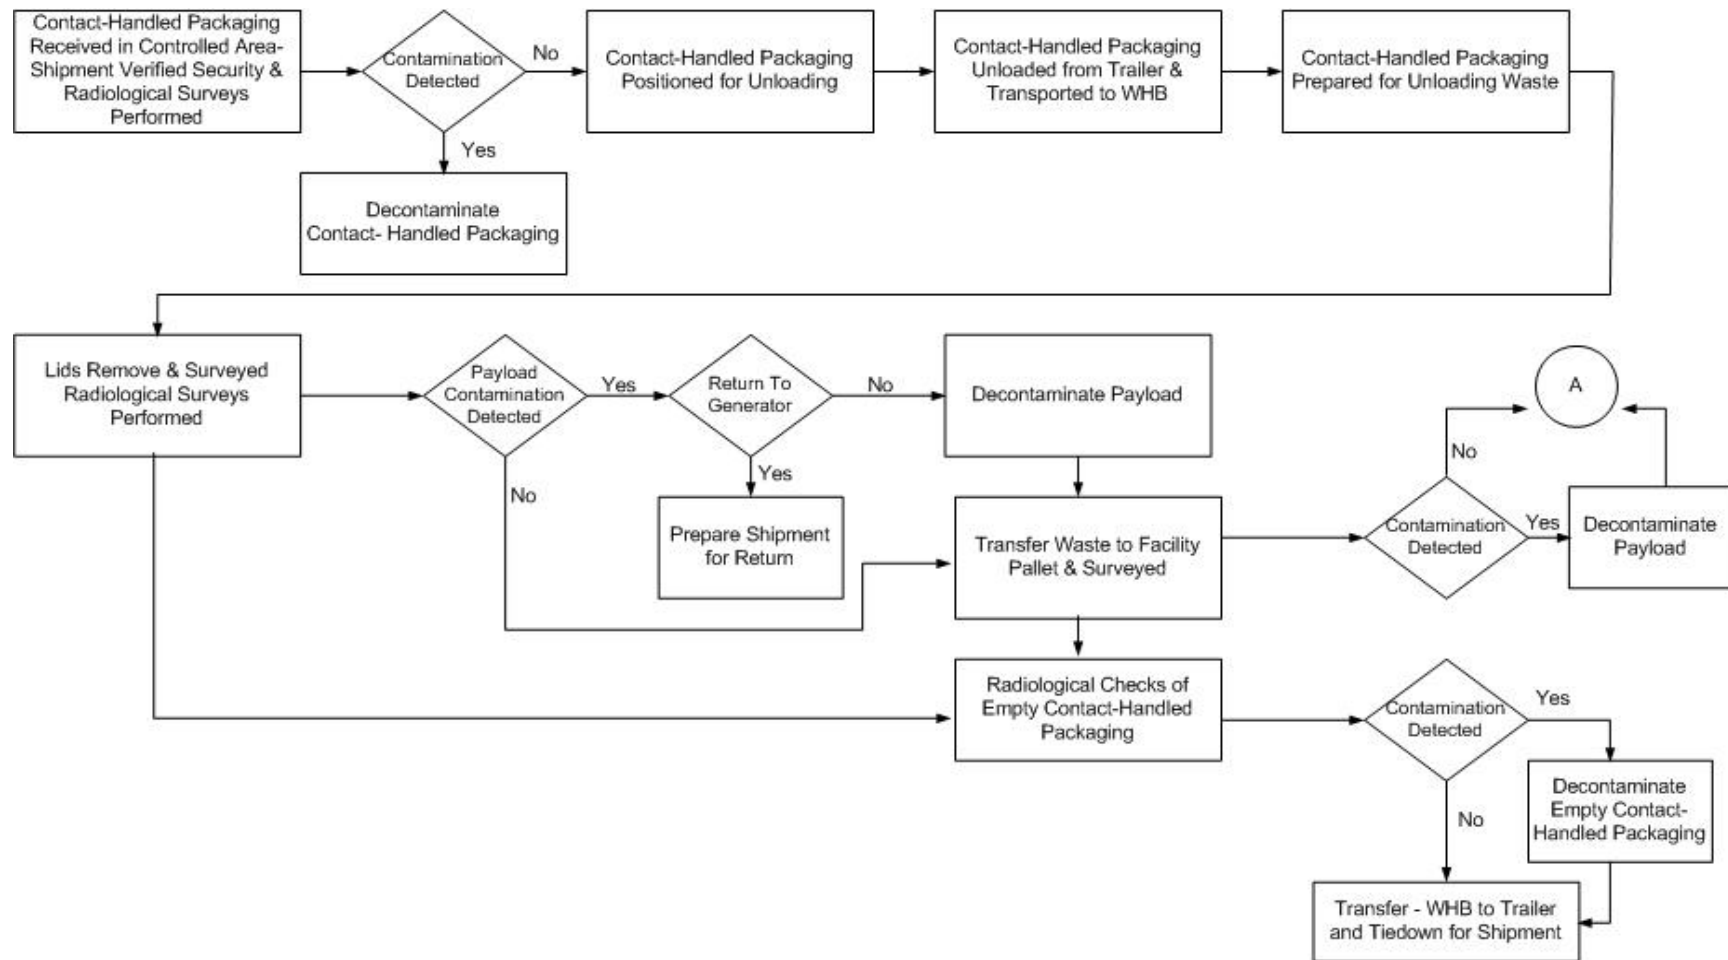 Contact-Handled Packaging
Received in Controlled Area-
Shipment Verified Security &
Radiological Surveys
Performed
Contamination
Detected
No
Yes
Contact-Handled Packaging
Positioned for Unloading
Contact-Handled Packaging
Unloaded from Trailer &
Transported to WHB
Contact-Handled Packaging
Prepared for Unloading Waste
Decontaminate
Contact- Handled Packaging
Lids Remove & Surveyed
Radiological Surveys
Performed
Payload
Contamination
Detected
Yes
No
Return To
Generator
No
Yes
Decontaminate Payload
Prepare Shipment
for Return
Transfer Waste to Facility
Pallet & Surveyed
Contamination
Detected
No
Yes
A
Decontaminate
Payload
Radiological Checks of
Empty Contact-Handled
Packaging
Contamination
Detected
Yes
No
Decontaminate
Empty Contact-
Handled Packaging
Transfer - WHB to Trailer
and Tiedown for Shipment